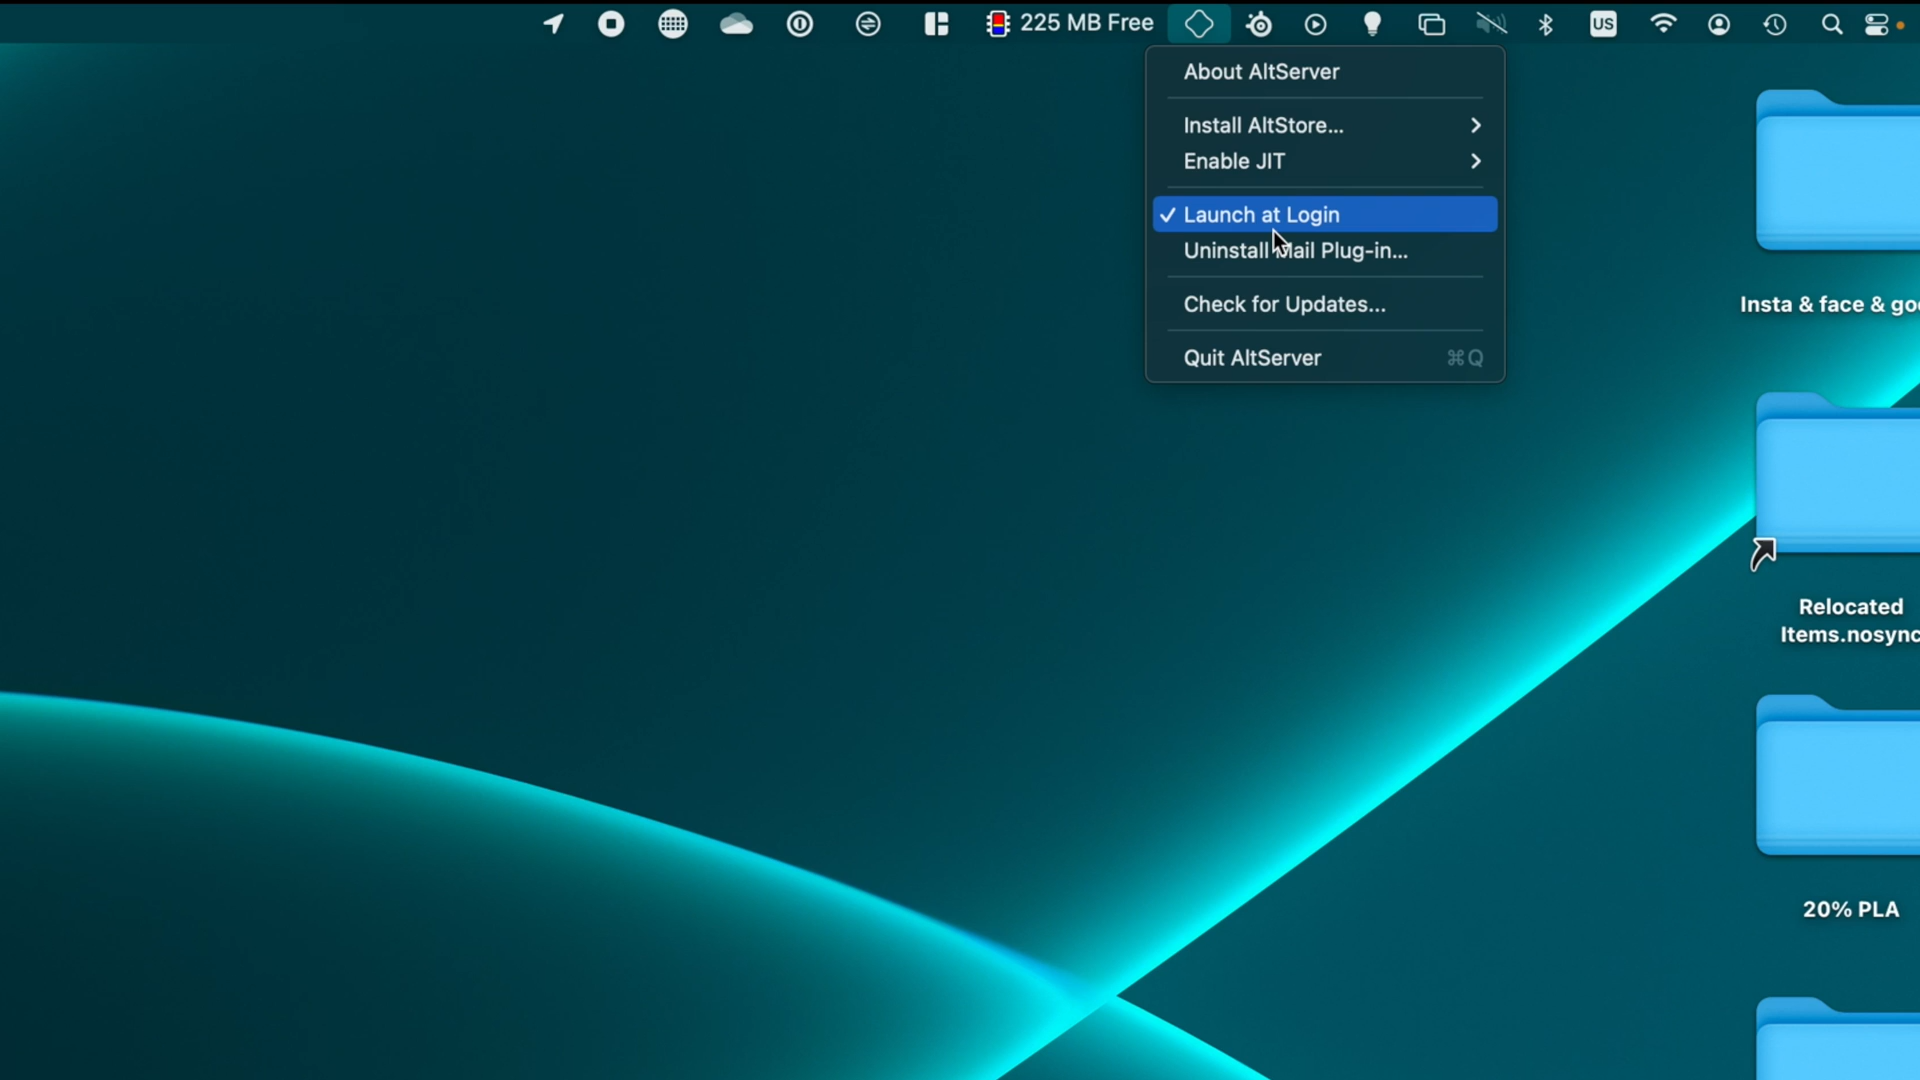 225 MB Free
US
About AltServer
Install AltStore...
Enable JIT
Launch at Login
Uninstall Mail Plug-in...
Check for Updates...
Quit AltServer ⌘Q
Insta & face & go
Relocated
Items.nosync
20% PLA